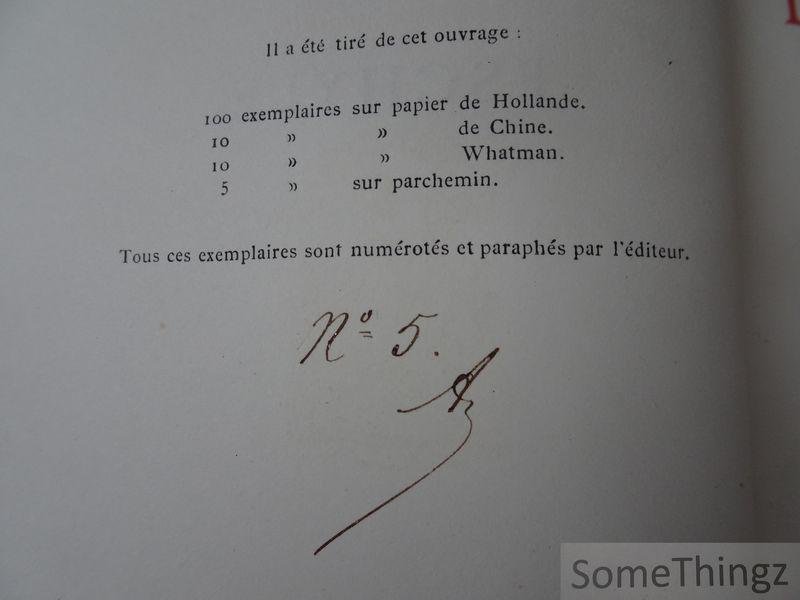 Il a été tiré de cet ouvrage :
100 exemplaires sur papier de Hollande.
10 » » de Chine.
10 » » Whatman.
5 » sur parchemin.
Tous ces exemplaires sont numérotés et paraphés par l'éditeur.
Nº 5.
SomeThingz